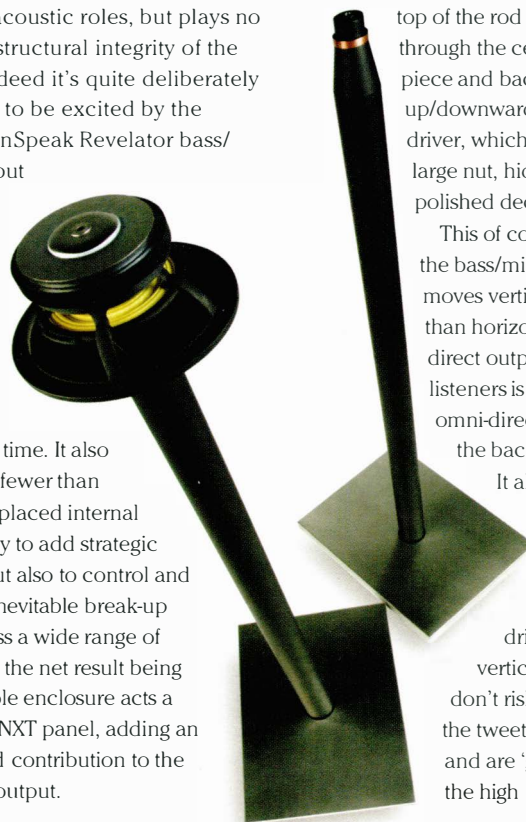 acoustic roles, but plays no
structural integrity of the
deed it's quite deliberately
to be excited by the
nSpeak Revelator bass/
out
time. It also
fewer than
placed internal
y to add strategic
ut also to control and
nevitable break-up
ss a wide range of
the net result being
le enclosure acts a
NXT panel, adding an
d contribution to the
output.
top of the rod
through the ce
piece and bac
up/downward
driver, which
large nut, hid
polished dec
This of co
the bass/mi
moves verti
than horizo
direct outp
listeners is
omni-direc
the back
It a
dri
vertic
don't ris
the tweet
and are ‘
the high